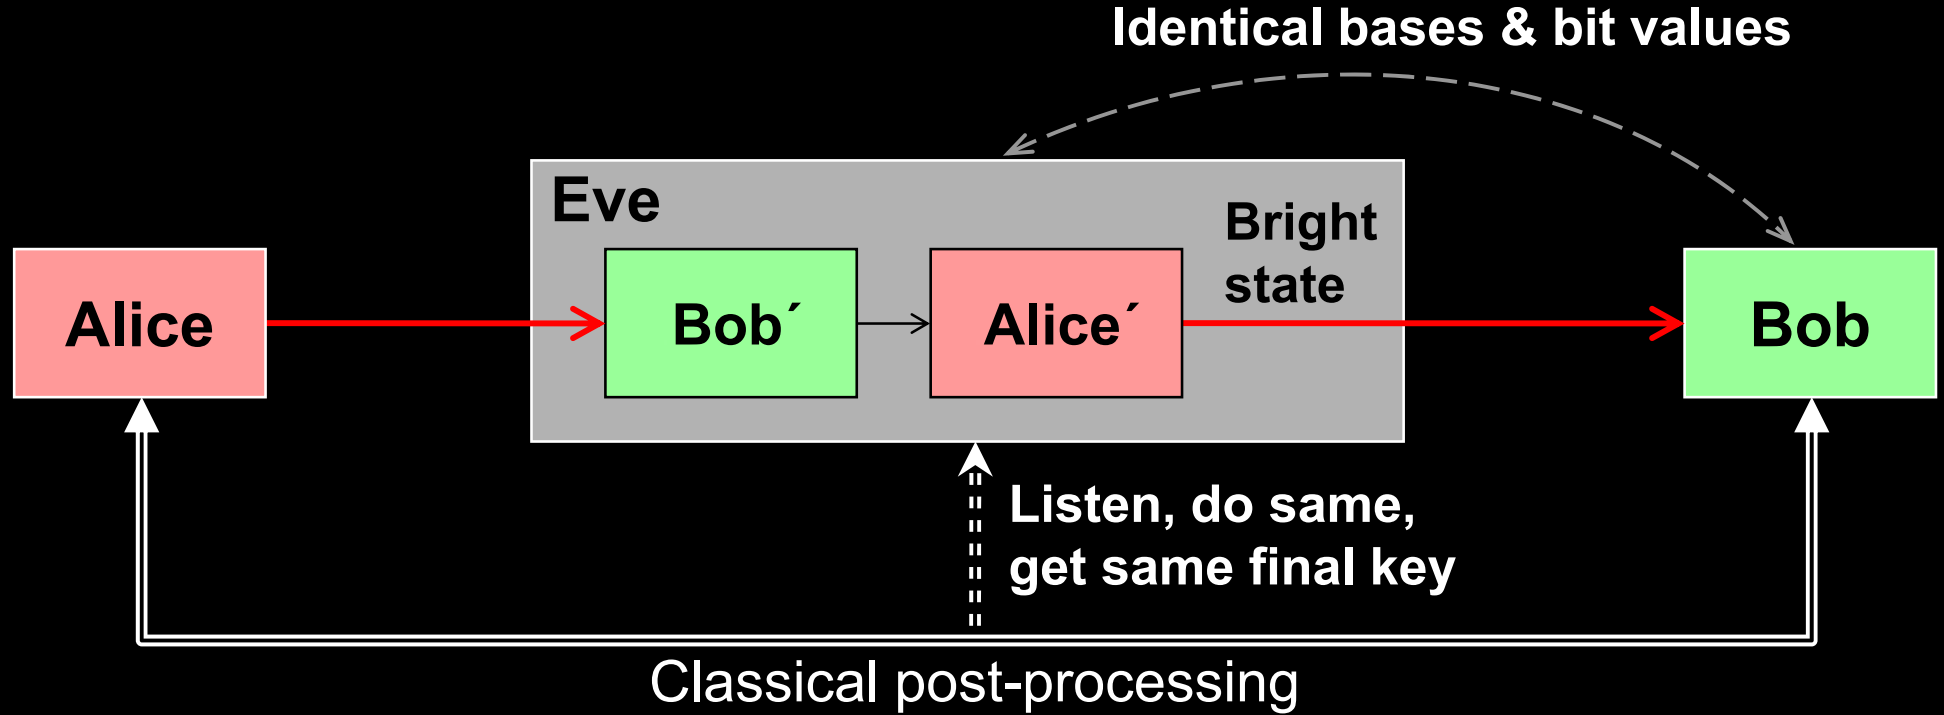 Identical bases & bit values
Eve
Bright
state
Alice
Bob´
Alice´
Bob
Listen, do same,
get same final key
Classical post-processing